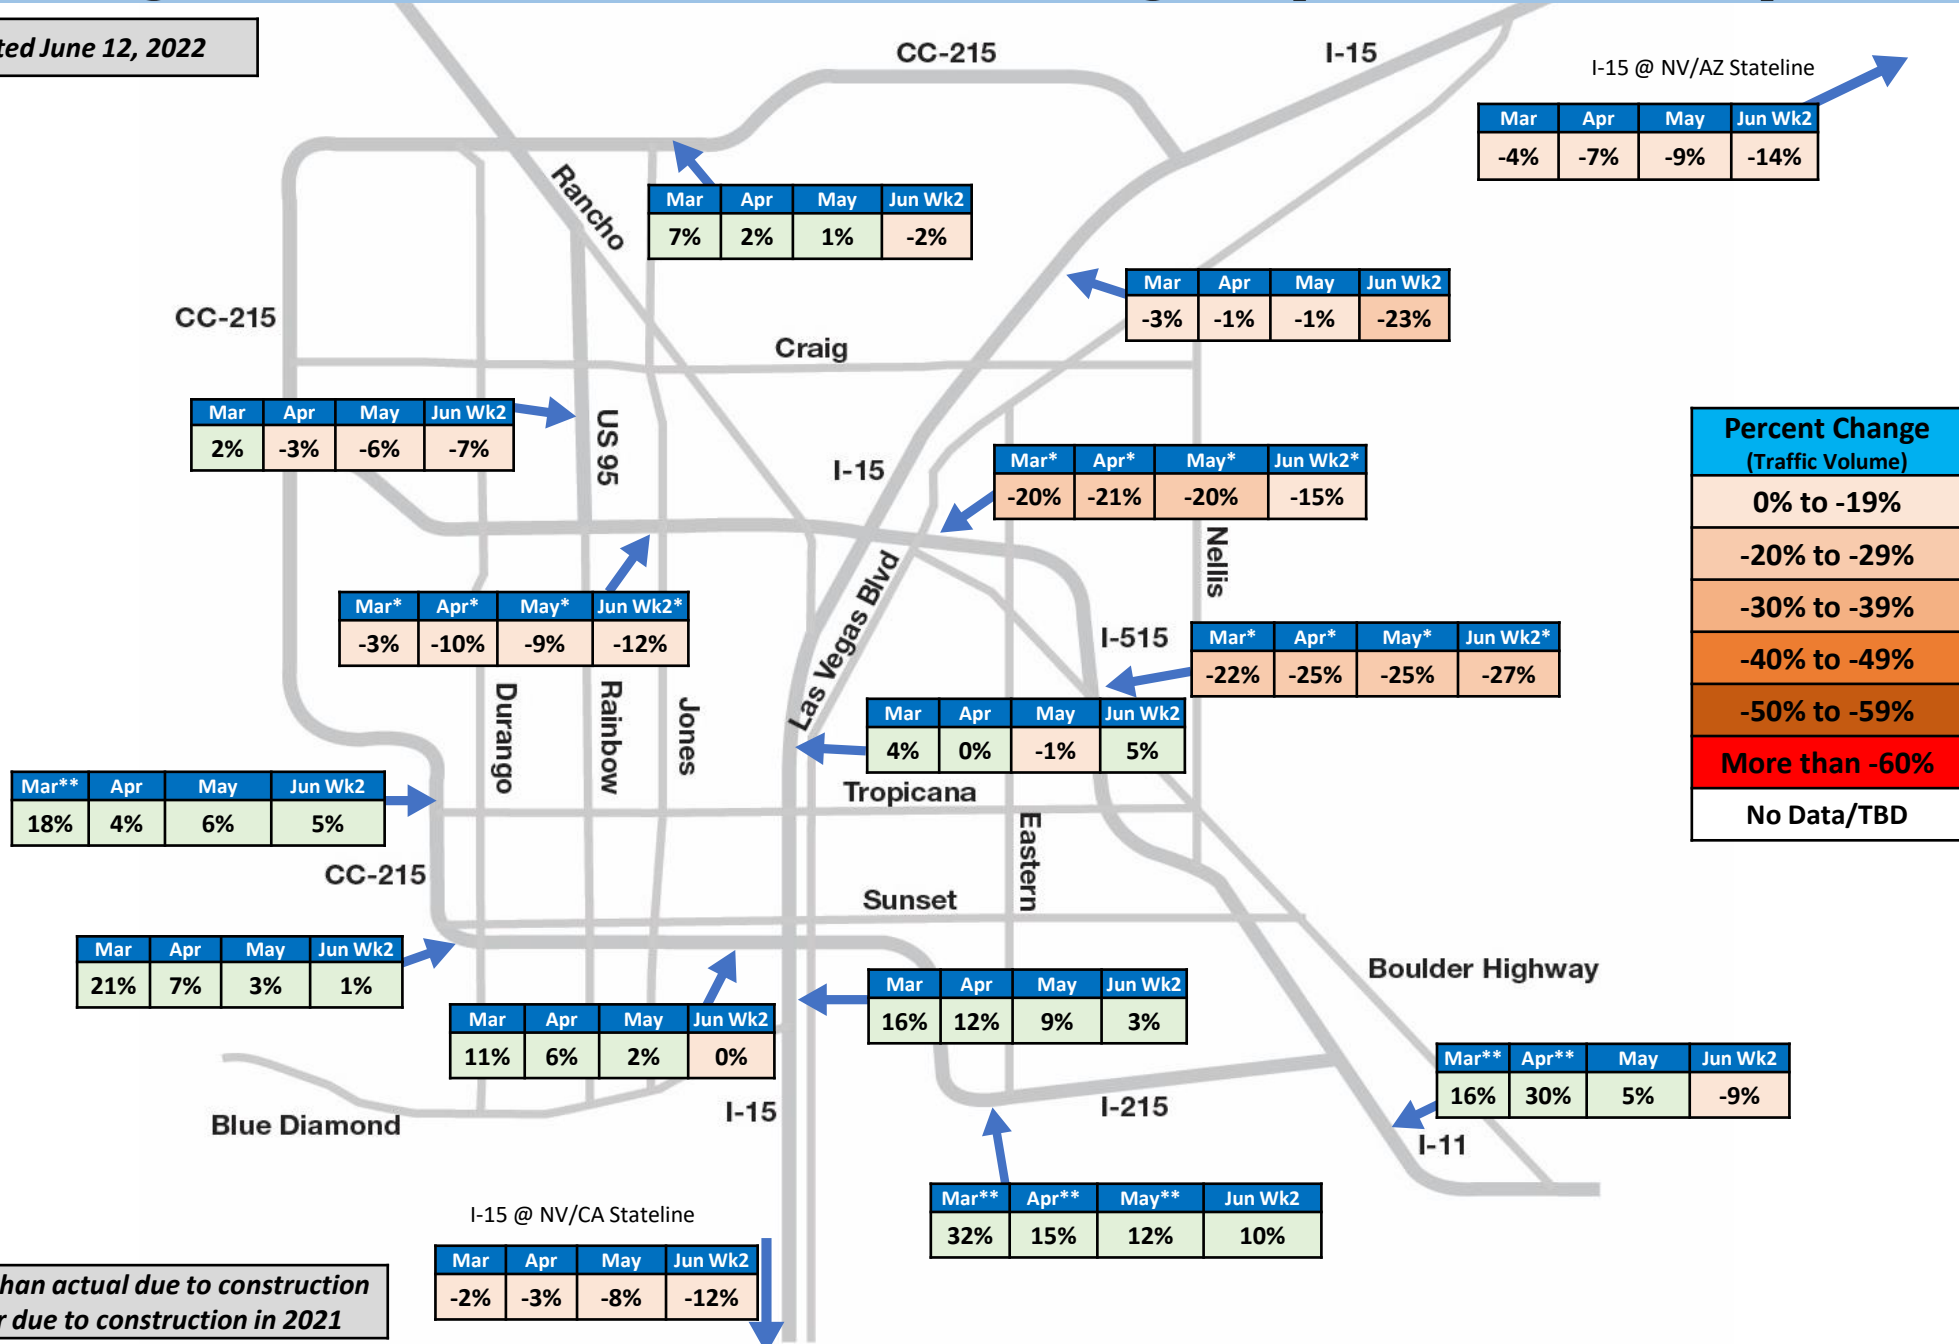 June 12, 2022
CC-215
I-15
I-15 @ NV/AZ Stateline
Mar Apr May Jun Wk2
-4% -7% -9% -14%
Rancho
Mar Apr May Jun Wk2
7% 2% 1% -2%
Mar Apr May Jun Wk2
-3% -1% -1% -23%
CC-215
Craig
Mar Apr May Jun Wk2
2% -3% -6% -7%
US 95
I-15
Mar* Apr* May* Jun Wk2*
-20% -21% -20% -15%
Percent Change
(Traffic Volume)
0% to -19%
-20% to -29%
-30% to -39%
-40% to -49%
-50% to -59%
More than -60%
No Data/TBD
Nellis
Las Vegas Blvd
Mar* Apr* May* Jun Wk2*
-3% -10% -9% -12%
I-515
Mar* Apr* May* Jun Wk2*
-22% -25% -25% -27%
Durango
Rainbow
Jones
Mar Apr May Jun Wk2
4% 0% -1% 5%
Mar** Apr May Jun Wk2
18% 4% 6% 5%
Tropicana
Eastern
CC-215
Sunset
Mar Apr May Jun Wk2
21% 7% 3% 1%
Boulder Highway
Mar Apr May Jun Wk2
16% 12% 9% 3%
Mar Apr May Jun Wk2
11% 6% 2% 0%
Mar** Apr** May Jun Wk2
16% 30% 5% -9%
Blue Diamond
I-15
I-215
I-11
Mar** Apr** May** Jun Wk2
32% 15% 12% 10%
I-15 @ NV/CA Stateline
Mar Apr May Jun Wk2
-2% -3% -8% -12%
than actual due to construction
due to construction in 2021